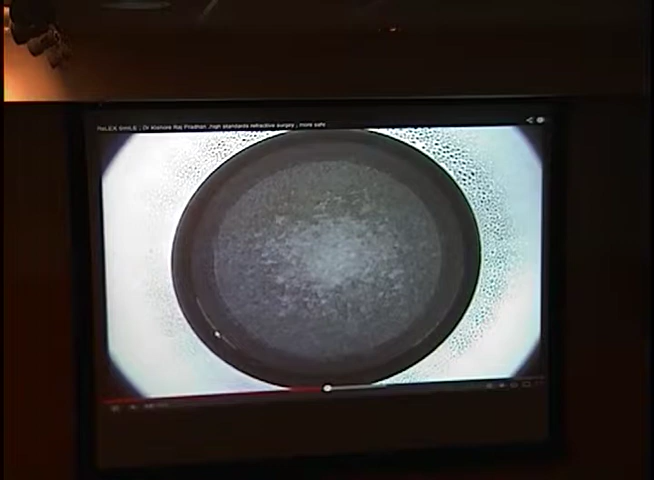 ReLEX SMILE ; Dr Kishore Raj Pradhan ,high standards refractive surgery , more safe